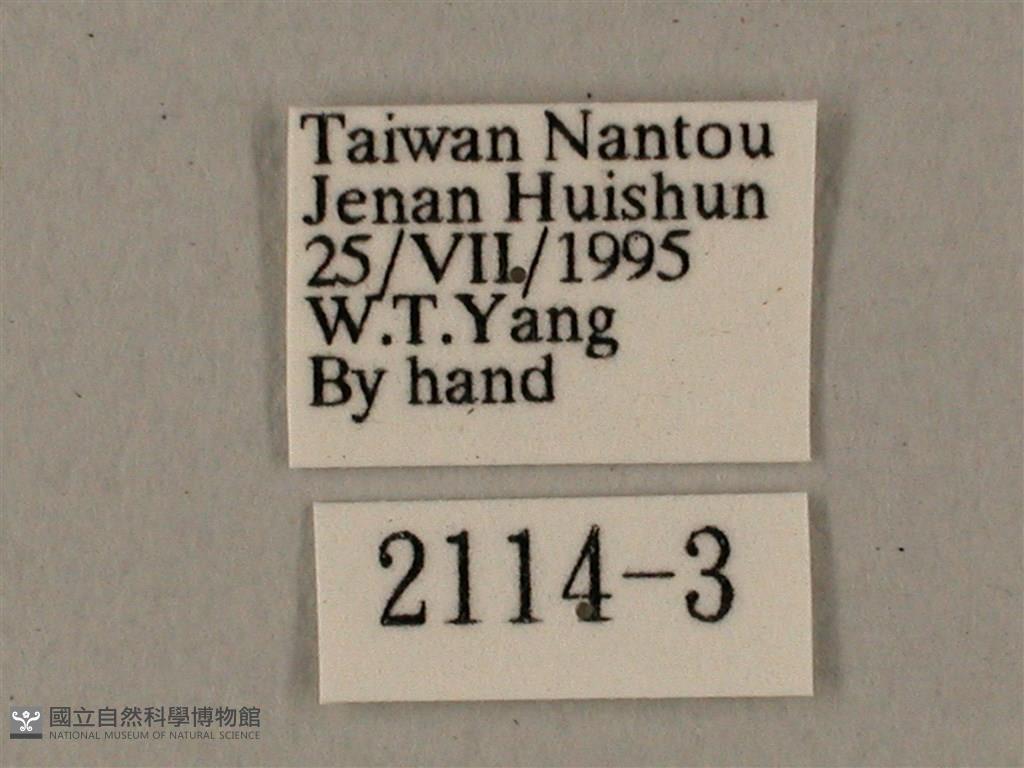 Taiwan Nantou
Jenan Huishun
25/VII/1995
W.T.Yang
By hand
2114-3
國立自然科學博物館
NATIONAL MUSEUM OF NATURAL SCIENCE